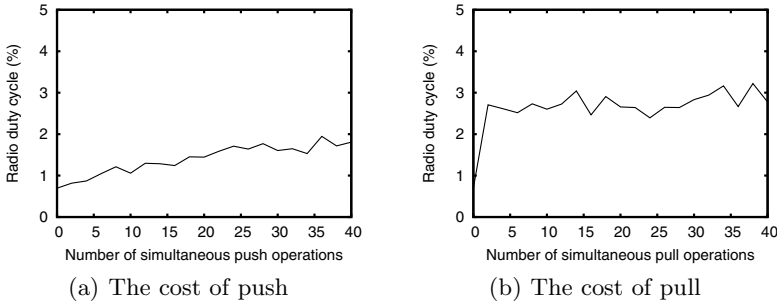 5
4
3
2
1
0
Radio duty cycle (%)
0 5 10 15 20 25 30 35 40
Number of simultaneous push operations
(a) The cost of push
5
4
3
2
1
0
Radio duty cycle (%)
0 5 10 15 20 25 30 35 40
Number of simultaneous pull operations
(b) The cost of pull